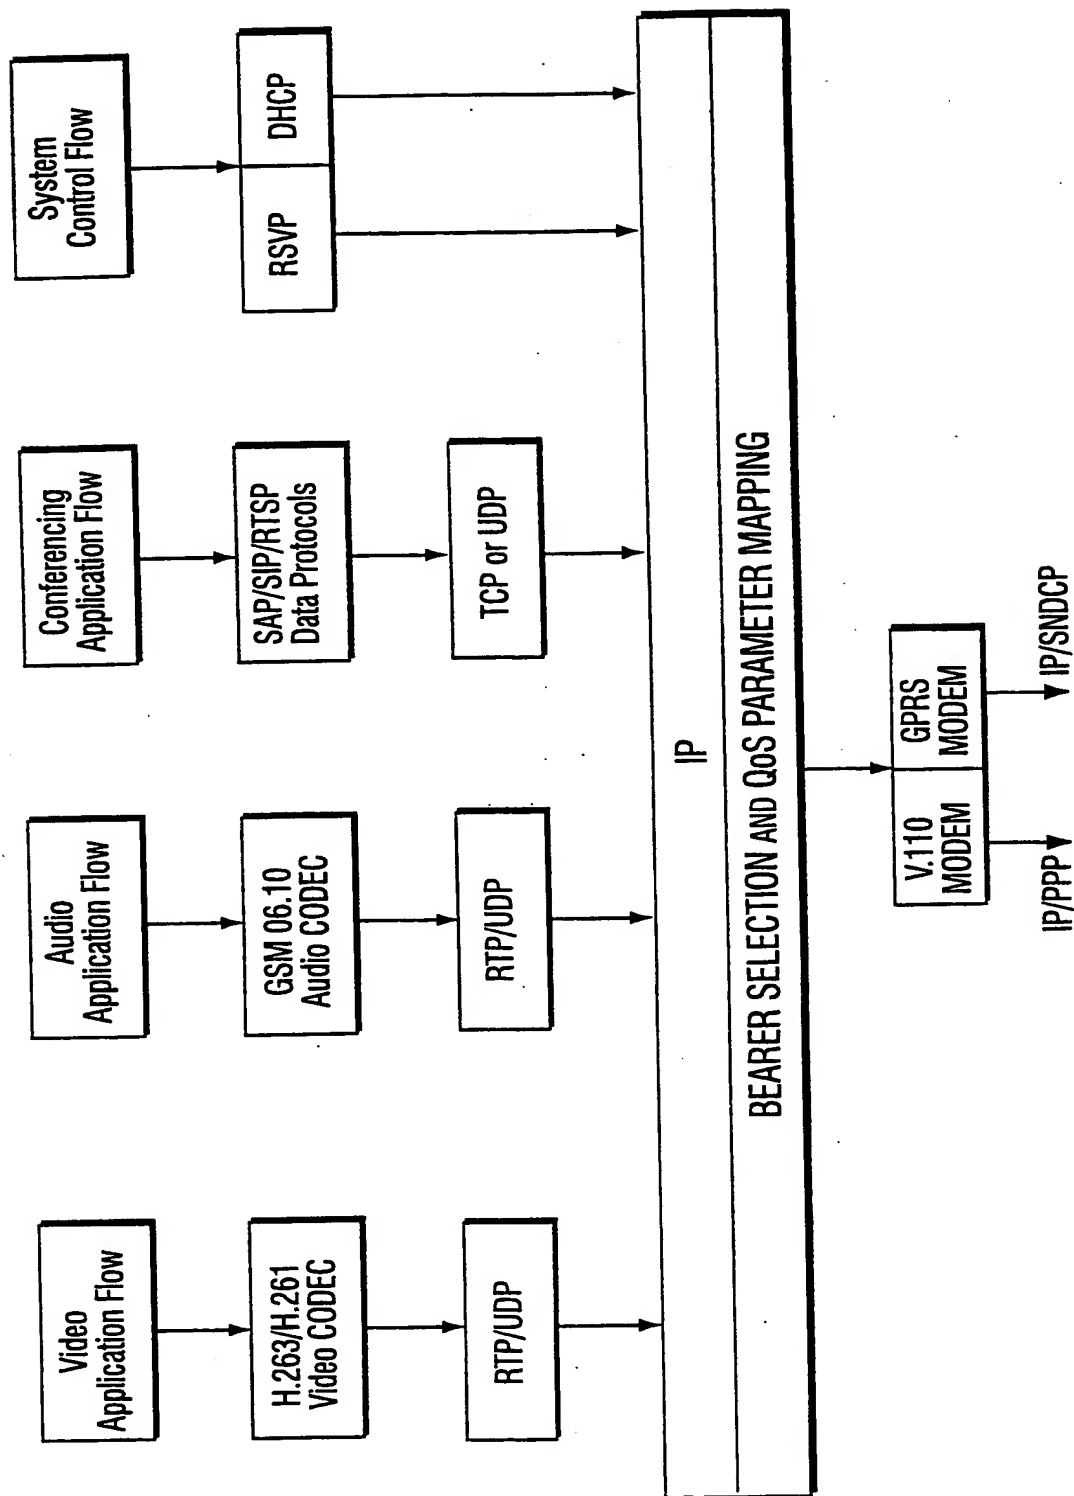 Video
Application Flow
H.263/H.261
Video CODEC
RTP/UDP
Audio
Application Flow
GSM 06.10
Audio CODEC
RTP/UDP
Conferencing
Application Flow
SAP/SIP/RTSP
Data Protocols
TCP or UDP
System
Control Flow
RSVP
DHCP
IP
BEARER SELECTION AND QoS PARAMETER MAPPING
V.110
MODEM
GPRS
MODEM
IP/PPP
IP/SNDCP